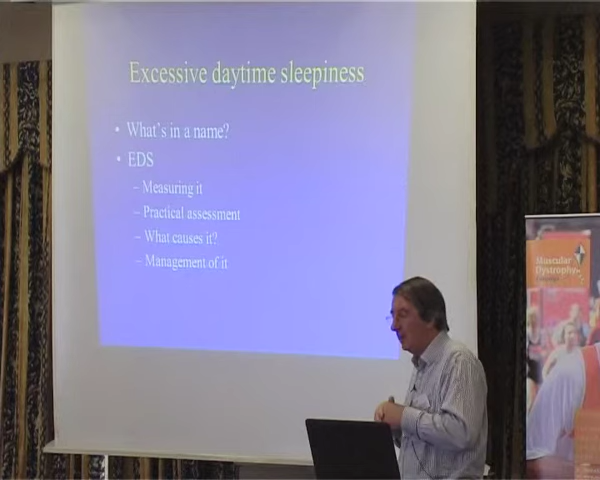 Excessive daytime sleepiness
• What's in a name?
• EDS
– Measuring it
– Practical assessment
– What causes it?
– Management of it
Muscular
Dystrophy